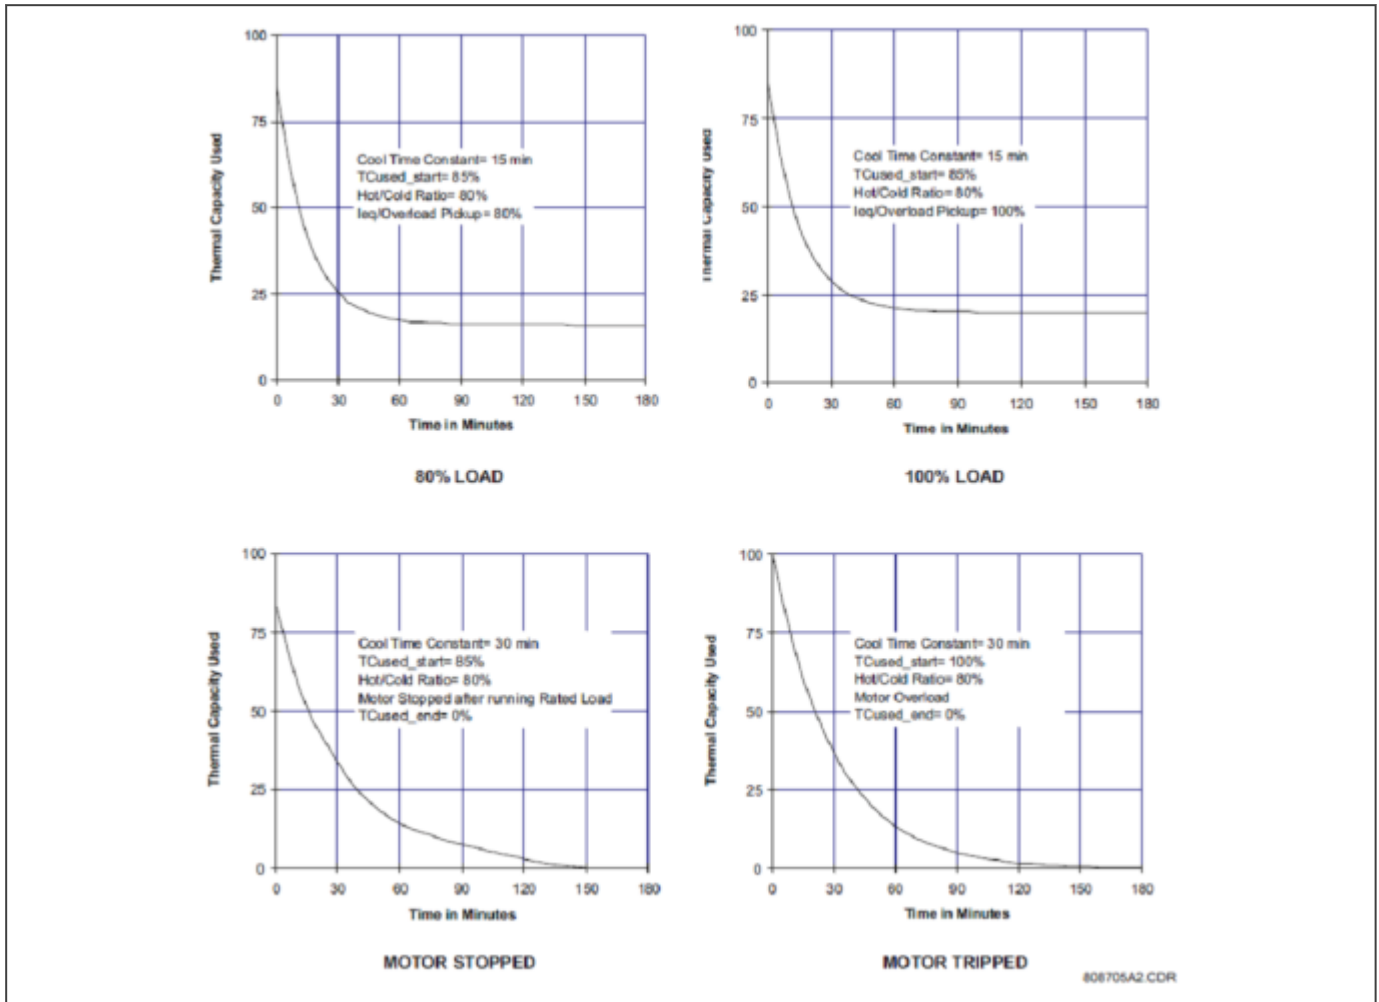 100
75
50
25
0
Thermal Capacity Used
Cool Time Constant= 15 min
TCused_start= 85%
Hot/Cold Ratio= 80%
Ieq/Overload Pickup= 80%
0 30 60 90 120 150 180
Time in Minutes
80% LOAD
100
75
50
25
0
Thermal Capacity Used
Cool Time Constant= 15 min
TCused_start= 85%
Hot/Cold Ratio= 80%
Ieq/Overload Pickup= 100%
0 30 60 90 120 150 180
Time in Minutes
100% LOAD
100
75
50
25
0
Thermal Capacity Used
Cool Time Constant= 30 min
TCused_start= 85%
Hot/Cold Ratio= 80%
Motor Stopped after running Rated Load
TCused_end= 0%
0 30 60 90 120 150 180
Time in Minutes
MOTOR STOPPED
100
75
50
25
0
Thermal Capacity Used
Cool Time Constant= 30 min
TCused_start= 100%
Hot/Cold Ratio= 80%
Motor Overload
TCused_end= 0%
0 30 60 90 120 150 180
Time in Minutes
MOTOR TRIPPED
808705A2.CDR